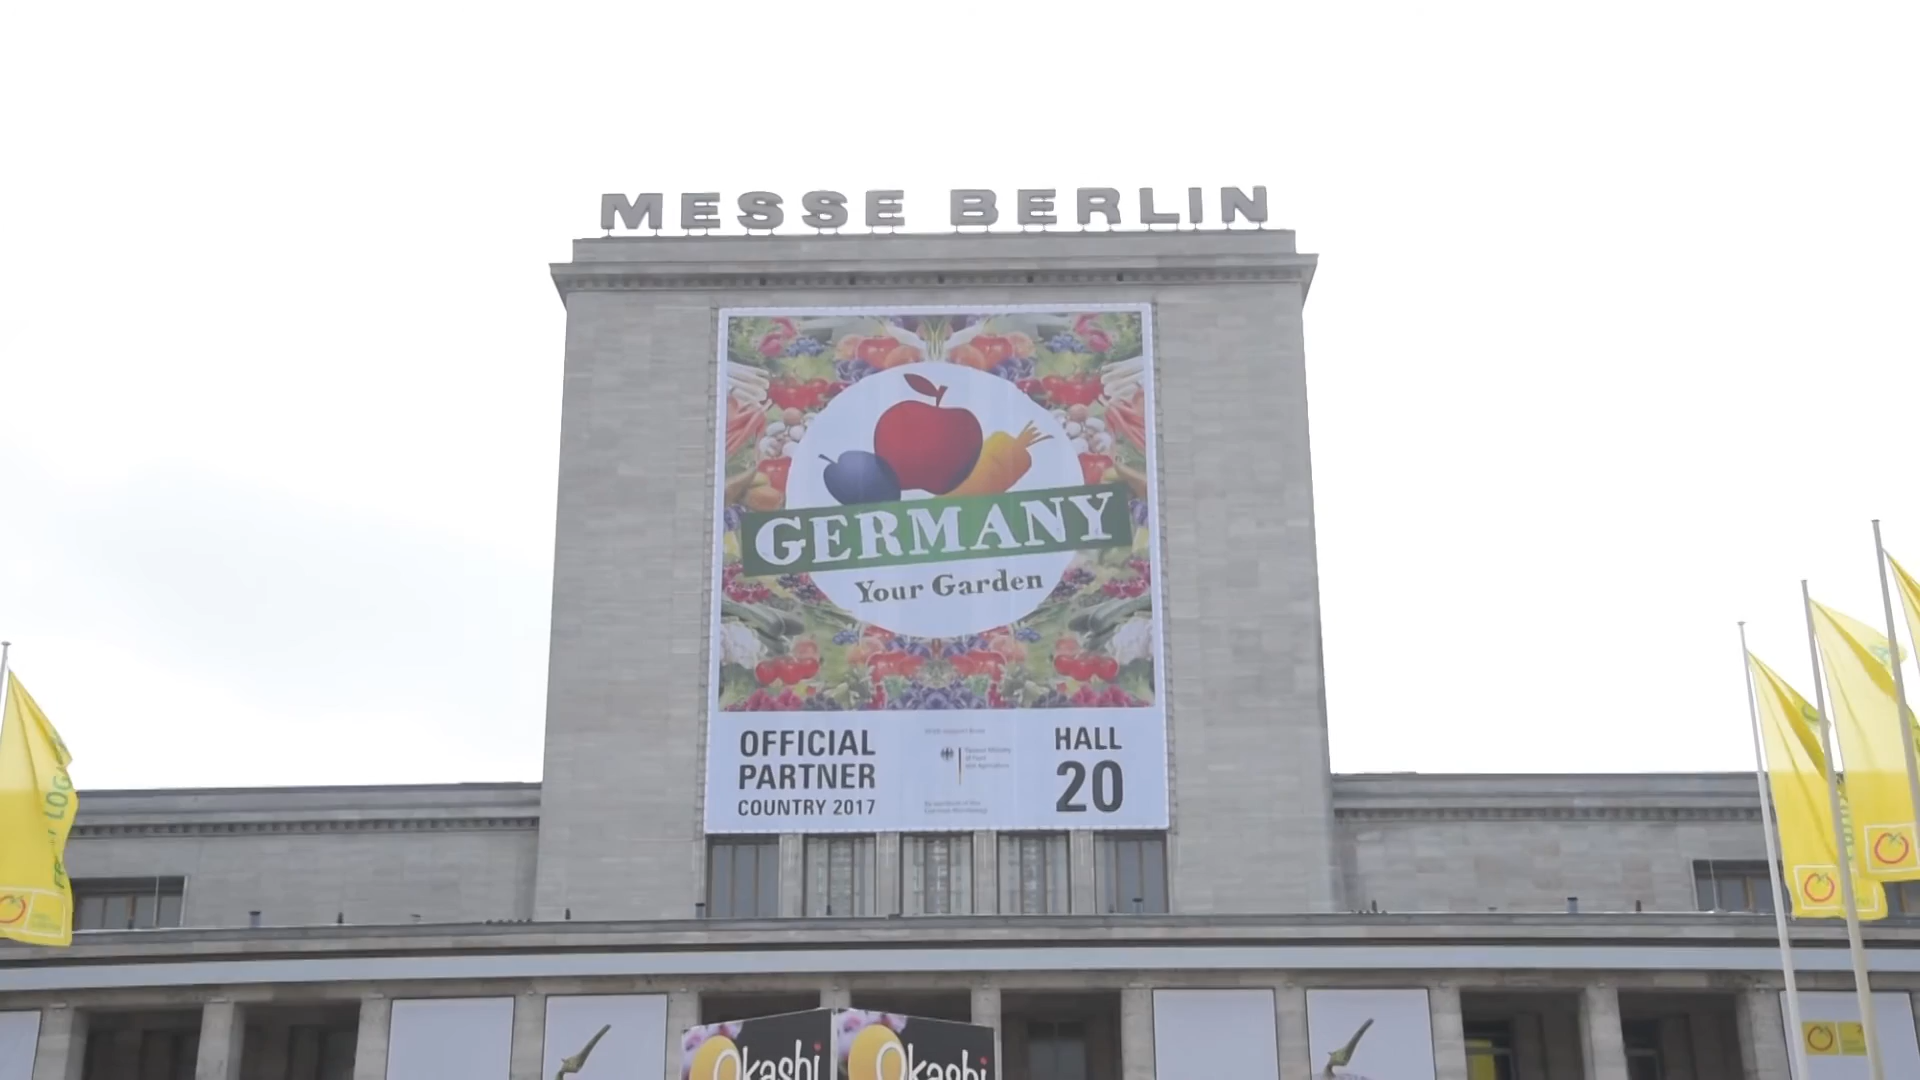 MESSE BERLIN
GERMANY
Your Garden
OFFICIAL
PARTNER
COUNTRY 2017
HALL
20
Okashi
Okashi